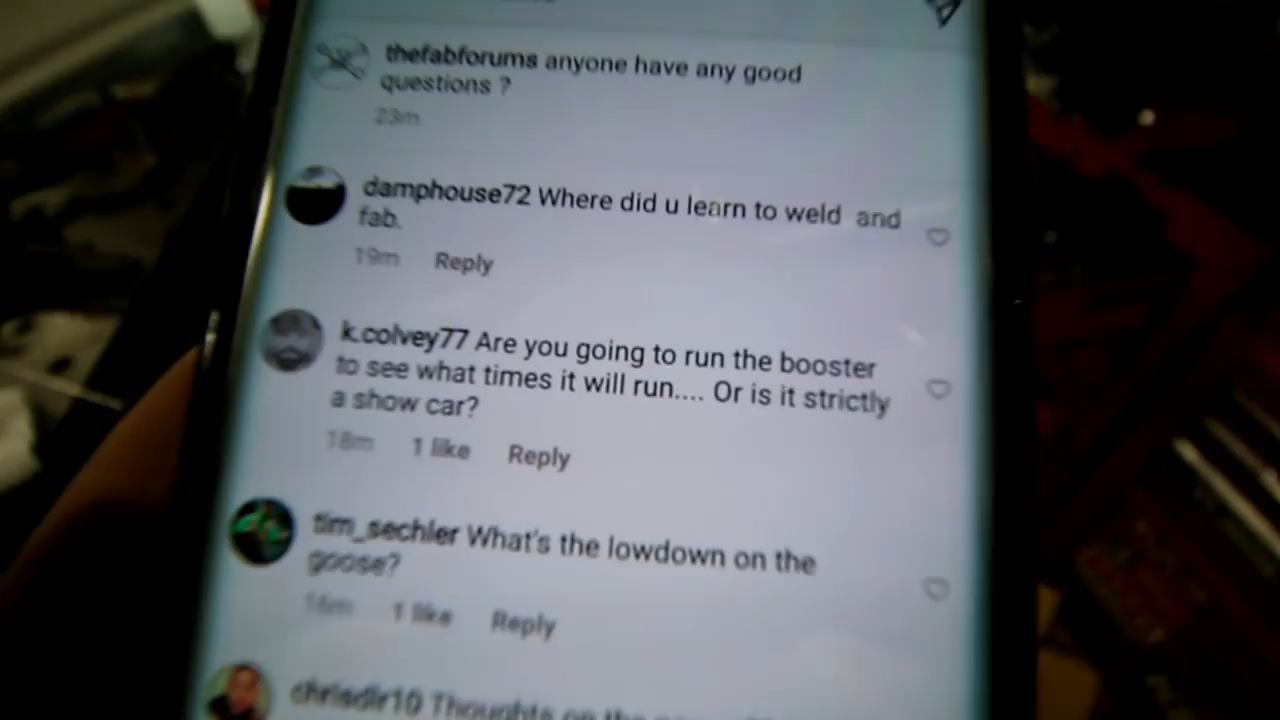 thefabforums anyone have any good
questions ?
23m
damphouse72 Where did u learn to weld and
fab.
19m Reply
k.colvey77 Are you going to run the booster
to see what times it will run.... Or is it strictly
a show car?
18m 1 like Reply
tim_sechler What's the lowdown on the
goose?
16m 1 like Reply
chrisdir10 Thoughts on the